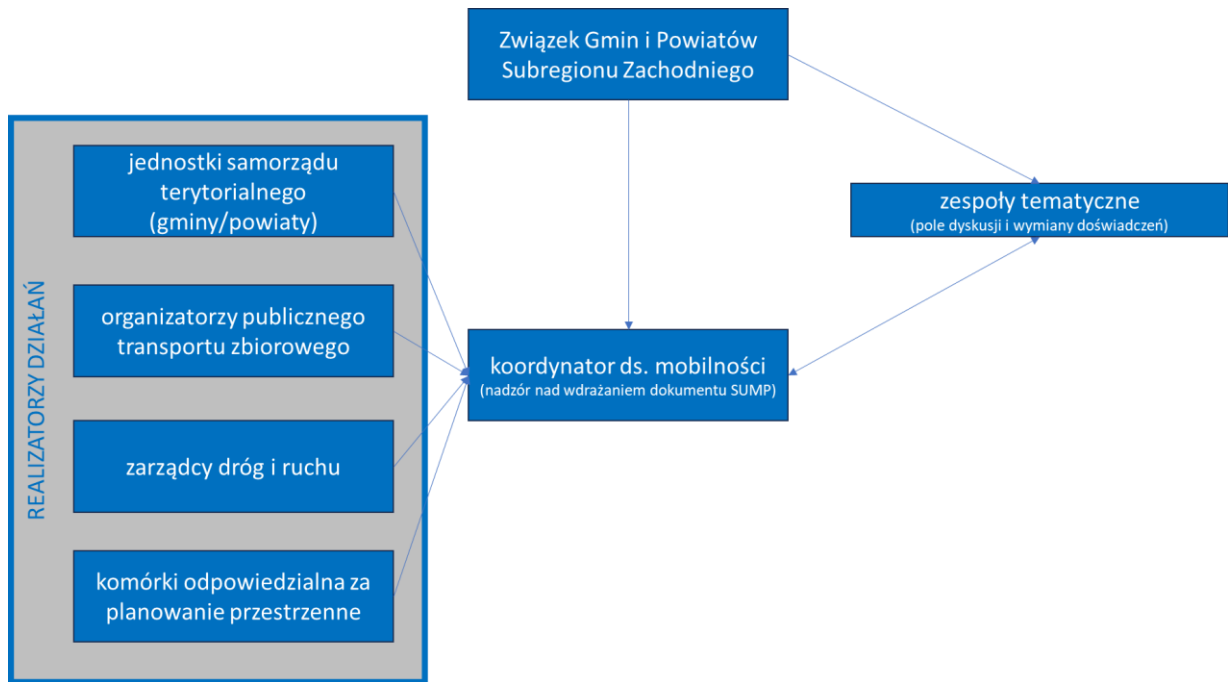 Związek Gmin i Powiatów
Subregionu Zachodniego
REALIZATORZY DZIAŁAŃ
jednostki samorządu
terytorialnego
(gminy/powiaty)
organizatorzy publicznego
transportu zbiorowego
zarządcy dróg i ruchu
komórki odpowiedzialna za
planowanie przestrzenne
koordynator ds. mobilności
(nadzór nad wdrażaniem dokumentu SUMP)
zespoły tematyczne
(pole dyskusji i wymiany doświadczeń)